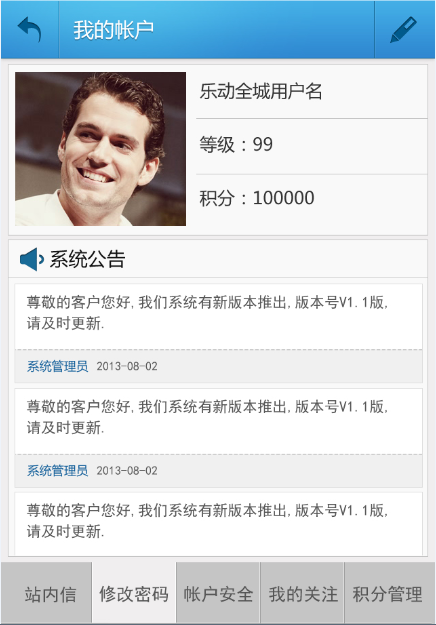 我的帐户
乐动全城用户名
等级：99
积分：100000
系统公告
尊敬的客户您好,我们系统有新版本推出,版本号V1.1版,
请及时更新.
系统管理员 2013-08-02
尊敬的客户您好,我们系统有新版本推出,版本号V1.1版,
请及时更新.
系统管理员 2013-08-02
尊敬的客户您好,我们系统有新版本推出,版本号V1.1版,
请及时更新.
站内信 修改密码 帐户安全 我的关注 积分管理